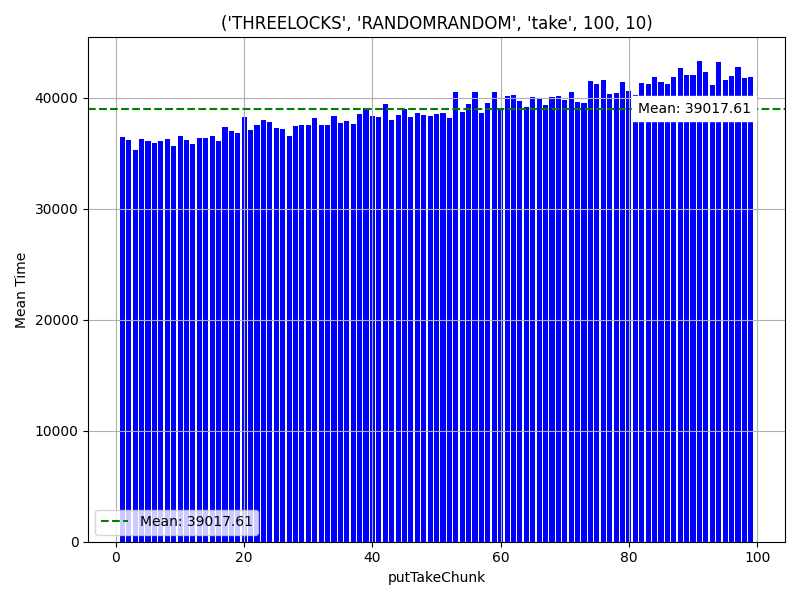 ('THREELOCKS', 'RANDOMRANDOM', 'take', 100, 10)
Mean Time
40000
30000
20000
10000
0
Mean: 39017.61
Mean: 39017.61
0 20 40 60 80 100
putTakeChunk